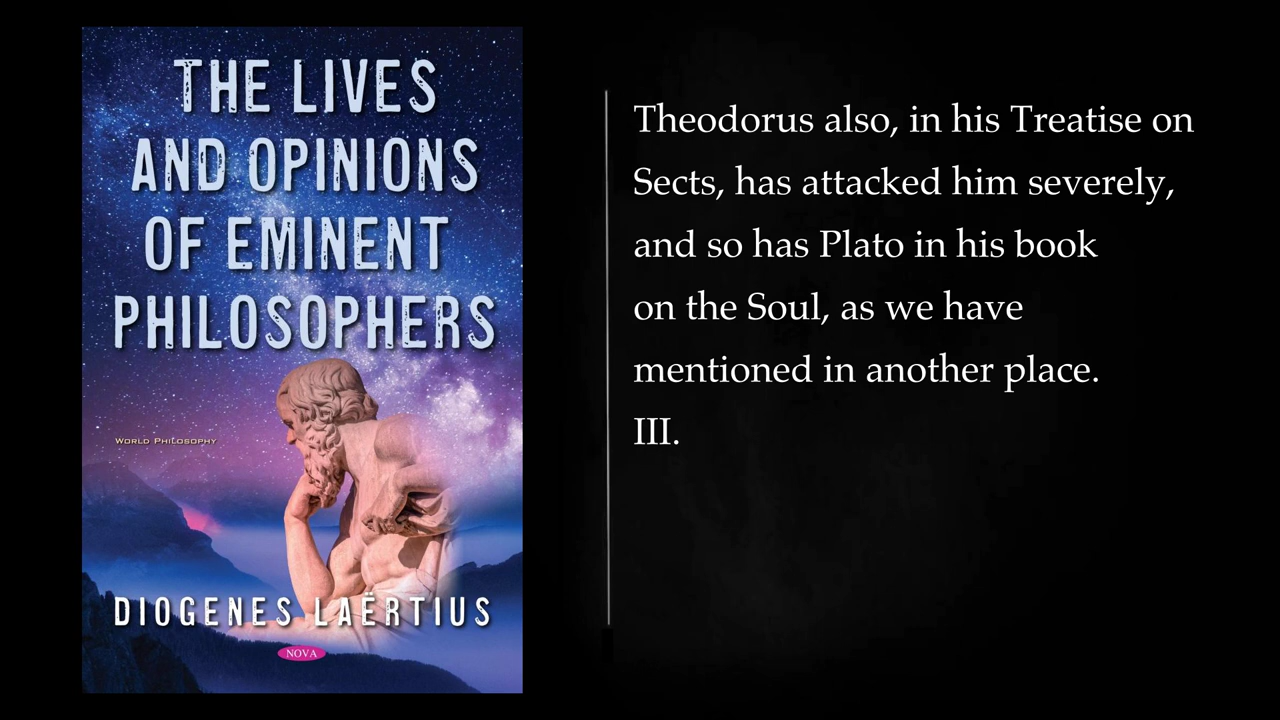 THE LIVES
AND OPINIONS
OF EMINENT
PHILOSOPHERS
WORLD PHILOSOPHY
DIOGENES LAËRTIUS
NOVA
Theodorus also, in his Treatise on
Sects, has attacked him severely,
and so has Plato in his book
on the Soul, as we have
mentioned in another place.
III.